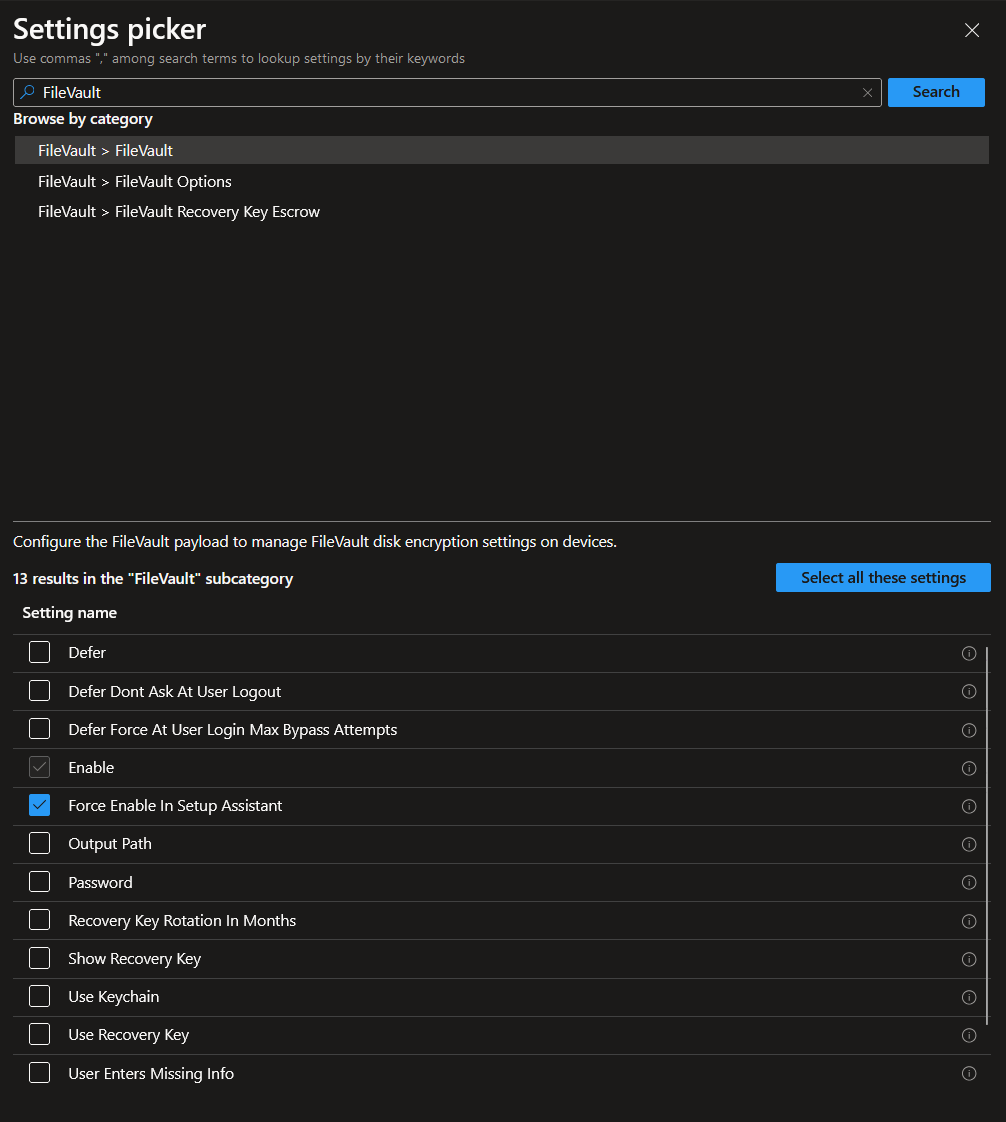 Settings picker
Use commas "," among search terms to lookup settings by their keywords
FileVault
Search
Browse by category
FileVault > FileVault
FileVault > FileVault Options
FileVault > FileVault Recovery Key Escrow
Configure the FileVault payload to manage FileVault disk encryption settings on devices.
13 results in the "FileVault" subcategory
Select all these settings
Setting name
Defer
Defer Dont Ask At User Logout
Defer Force At User Login Max Bypass Attempts
Enable
Force Enable In Setup Assistant
Output Path
Password
Recovery Key Rotation In Months
Show Recovery Key
Use Keychain
Use Recovery Key
User Enters Missing Info